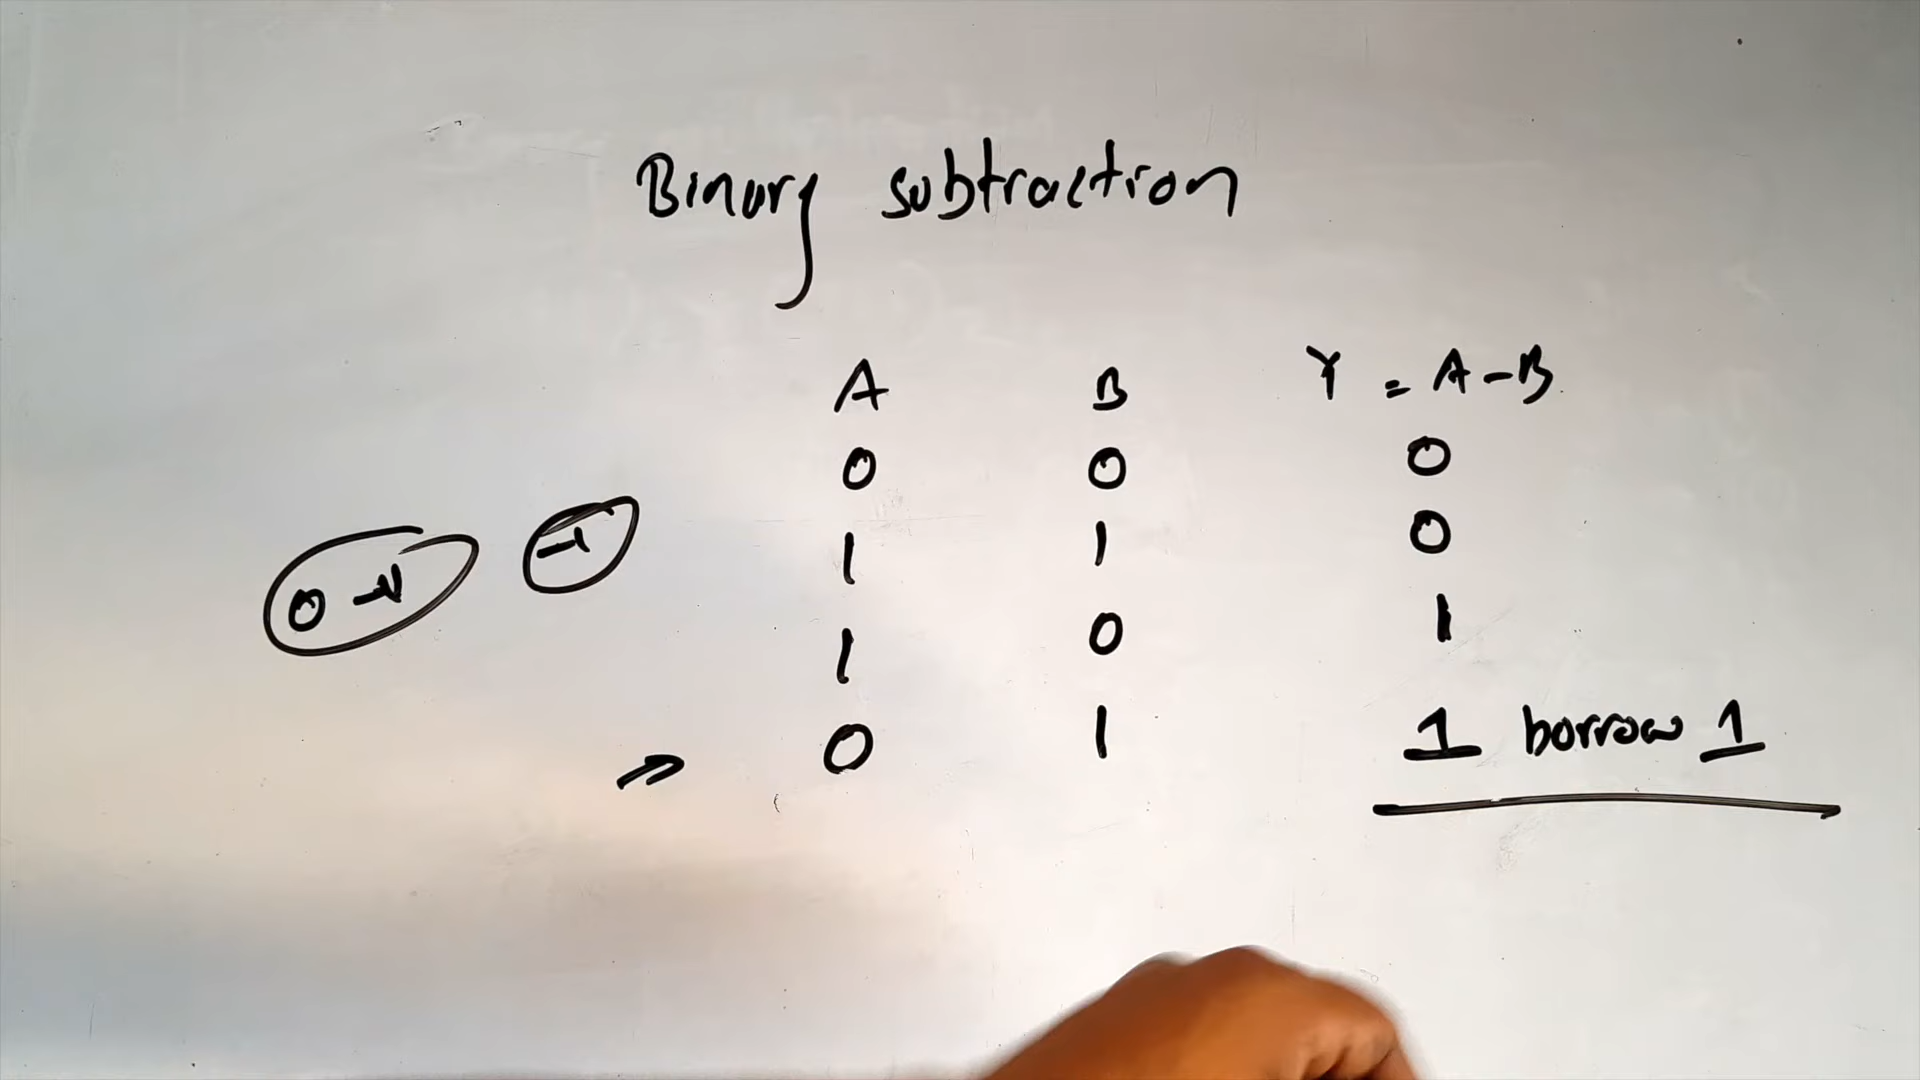 Binary subtraction
A B Y = A - B
0 0 0
1 1 0
0 - 1 -1
1 0 1
0 1 1 borrow 1